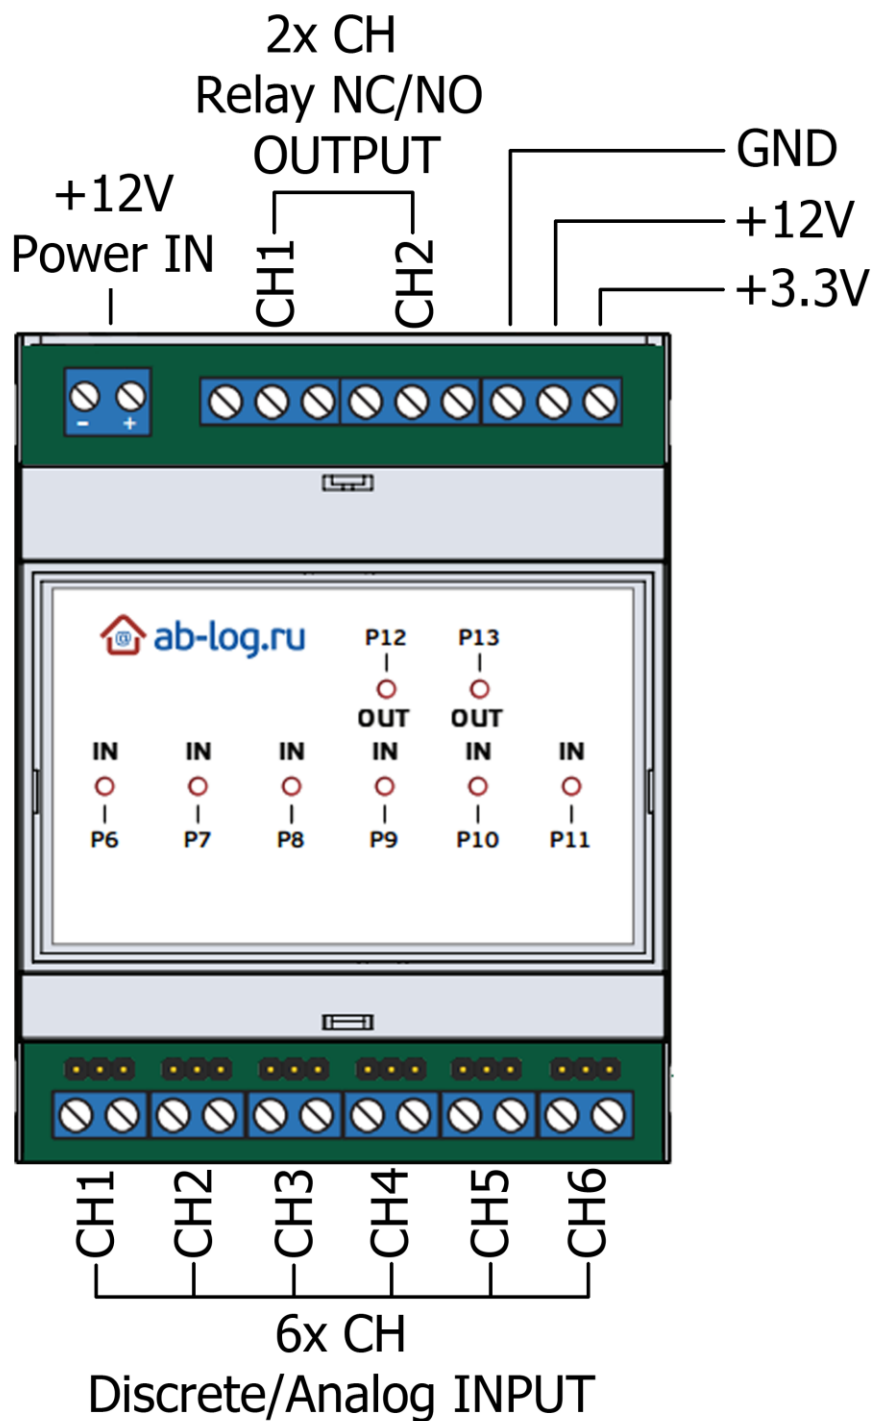 2x CH
Relay NC/NO
OUTPUT
GND
+12V
+12V
Power IN
CH1
CH2
+3.3V
- +
@ ab-log.ru
P12 P13
OUT OUT
IN IN IN IN IN IN
P6 P7 P8 P9 P10 P11
CH1 CH2 CH3 CH4 CH5 CH6
6x CH
Discrete/Analog INPUT